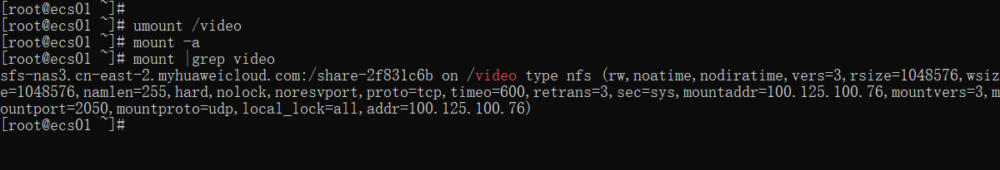 [root@ecs01 ~]#
[root@ecs01 ~]# umount /video
[root@ecs01 ~]# mount -a
[root@ecs01 ~]# mount |grep video
sfs-nas3.cn-east-2.myhuaweicloud.com:/share-2f831c6b on /video type nfs (rw,noatime,nodiratime,vers=3,rsize=1048576,wsiz
e=1048576,namlen=255,hard,nolock,noresvport,proto=tcp,timeo=600,retrans=3,sec=sys,mountaddr=100.125.100.76,mountvers=3,m
ountport=2050,mountproto=udp,local_lock=all,addr=100.125.100.76)
[root@ecs01 ~]#